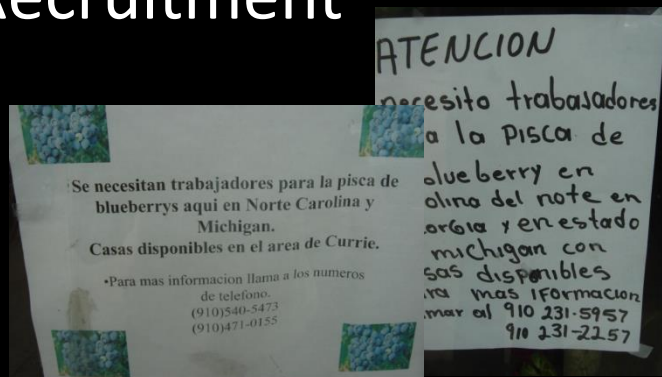 Recruitment
Se necesitan trabajadores para la pisca de
blueberrys aqui en Norte Carolina y
Michigan.
Casas disponibles en el area de Currie.
•Para mas informacion llama a los numeros
de telefono.
(910)540-5473
(910)471-0155
ATENCION
necesito trabajadores
a la pisca de
blueberry en
olina del note en
orGia y en estado
michigan con
sas disponibles
ra mas IFormacion
mar al 910 231-5957
910 231-2257